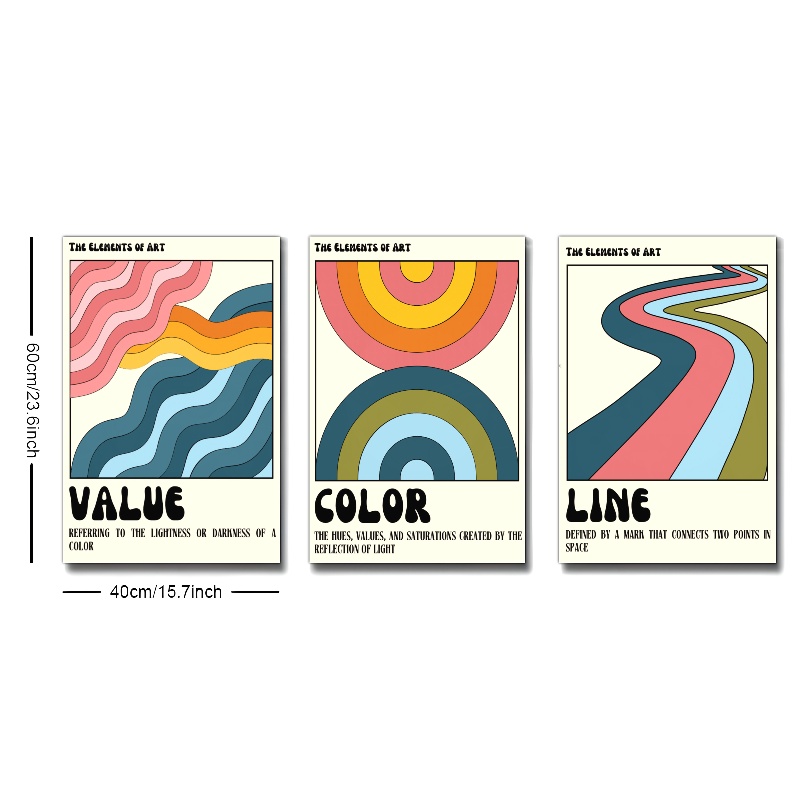 THE ELEMENTS OF ART
VALUE
REFERRING TO THE LIGHTNESS OR DARKNESS OF A
COLOR
THE ELEMENTS OF ART
COLOR
THE HUES, VALUES, AND SATURATIONS CREATED BY THE
REFLECTION OF LIGHT
THE ELEMENTS OF ART
LINE
DEFINED BY A MARK THAT CONNECTS TWO POINTS IN
SPACE
60cm/23.6inch
40cm/15.7inch